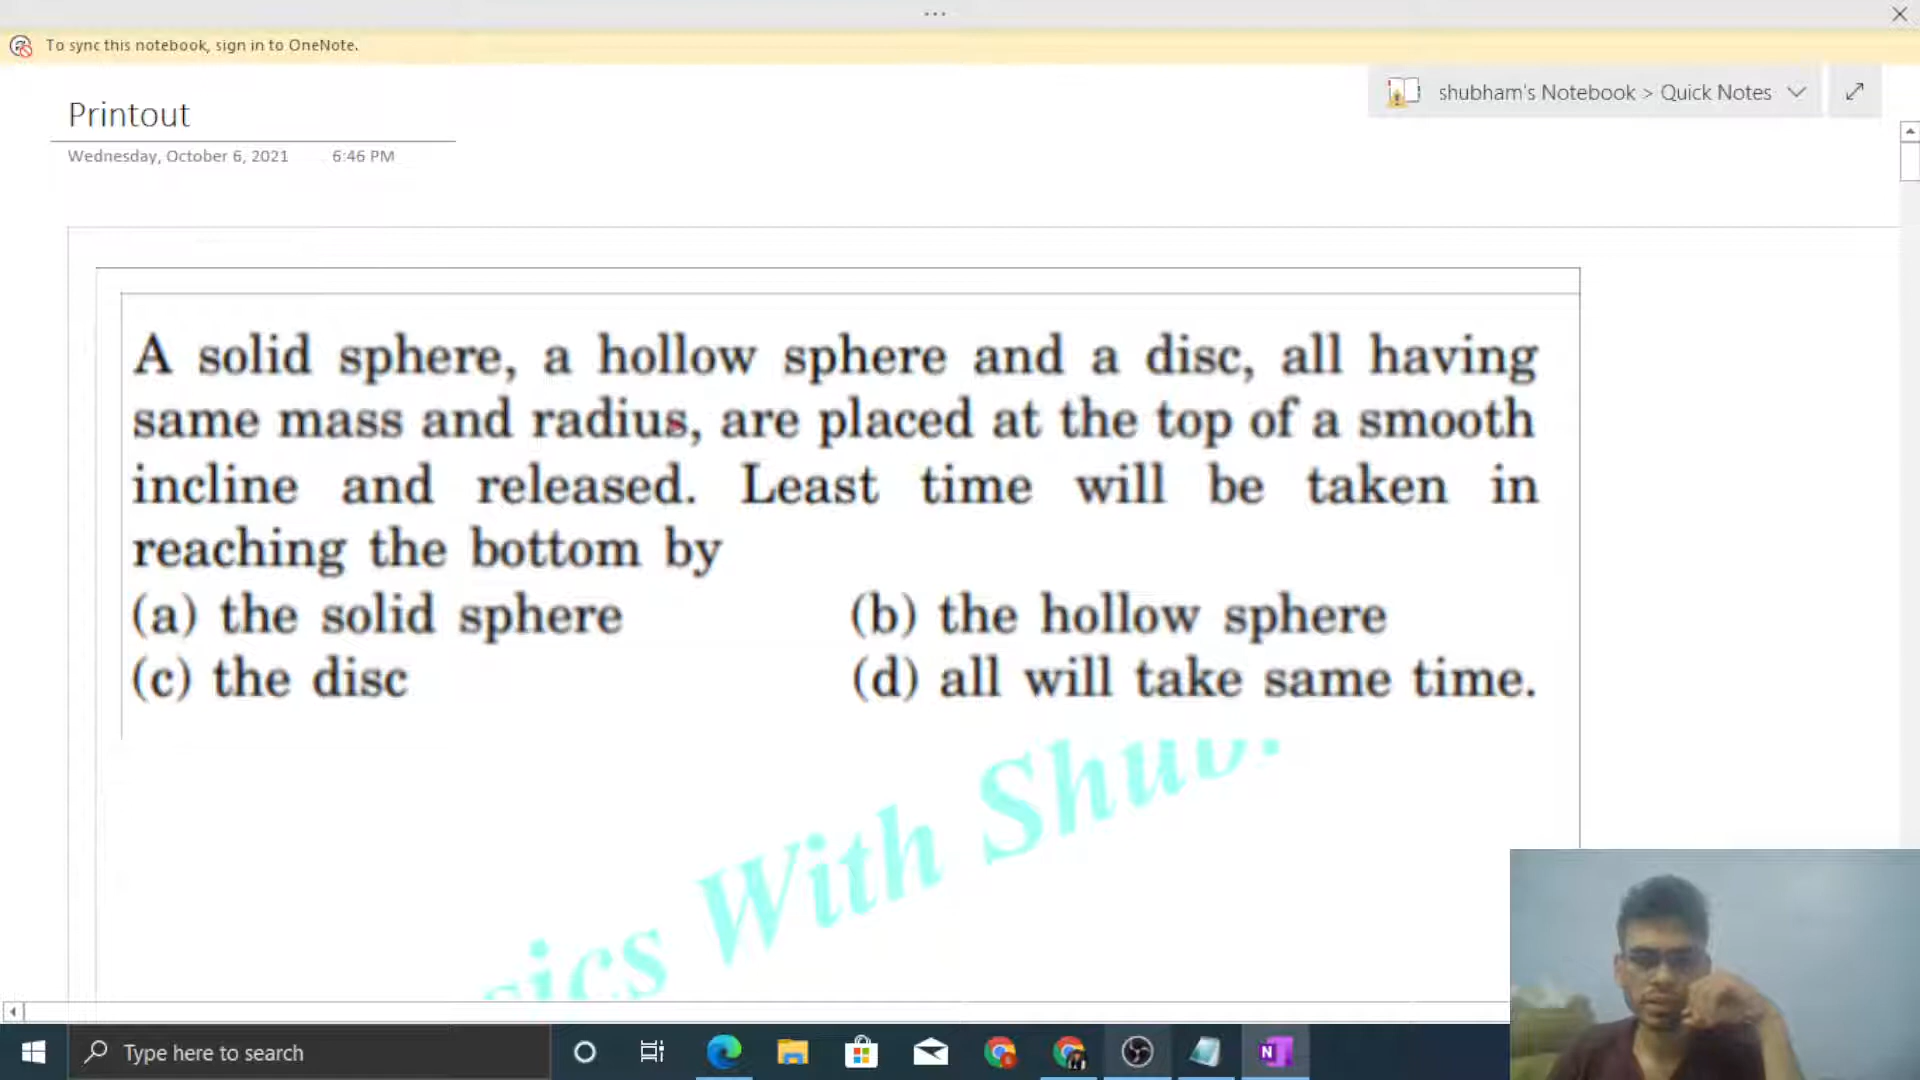 ...
To sync this notebook, sign in to OneNote.
Printout
shubham's Notebook > Quick Notes
Wednesday, October 6, 2021 6:46 PM
A solid sphere, a hollow sphere and a disc, all having
same mass and radius, are placed at the top of a smooth
incline and released. Least time will be taken in
reaching the bottom by
(a) the solid sphere (b) the hollow sphere
(c) the disc (d) all will take same time.
With
Type here to search
N